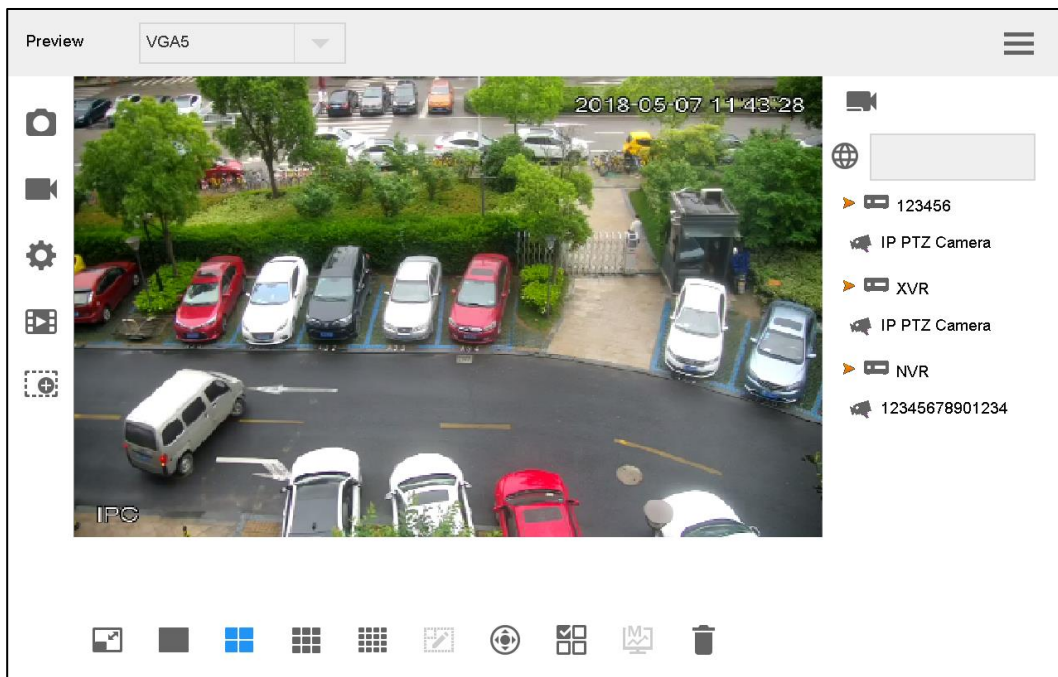 Preview
VGA5
2018-05-07 11:43:28
123456
IP PTZ Camera
XVR
IP PTZ Camera
NVR
12345678901234
IPC
M